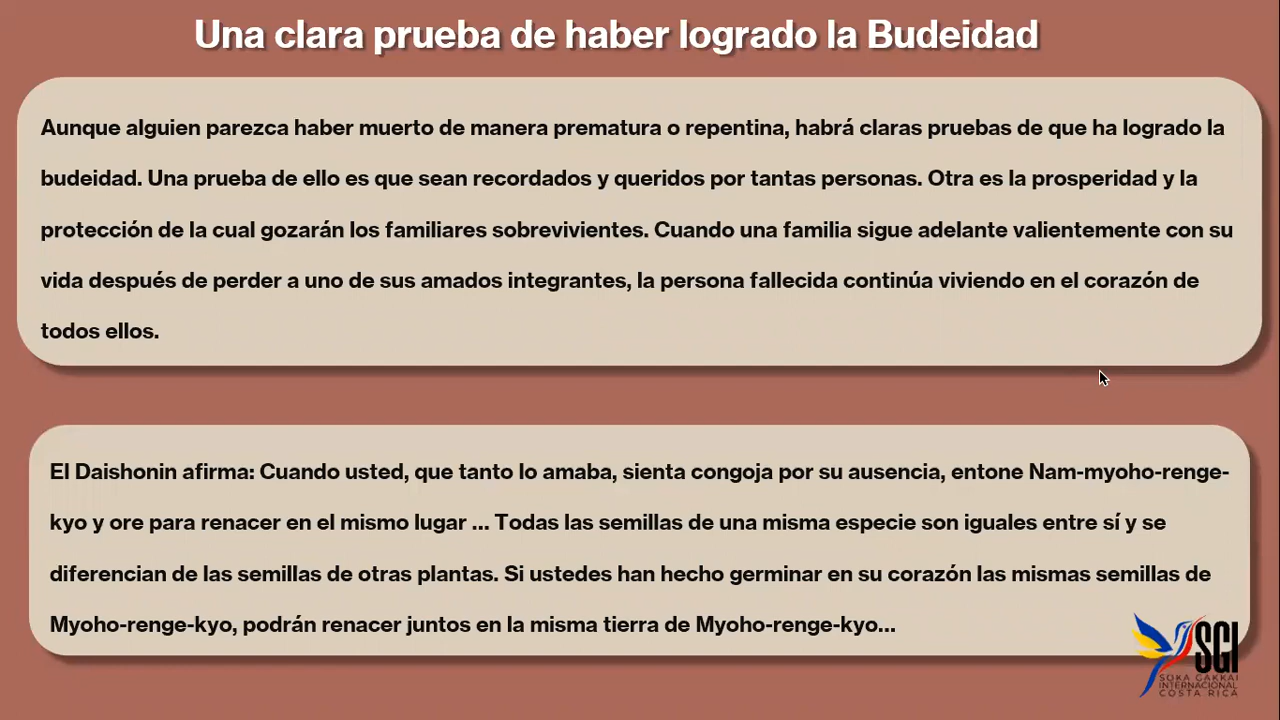 Una clara prueba de haber logrado la Budeidad
Aunque alguien parezca haber muerto de manera prematura o repentina, habrá claras pruebas de que ha logrado la
budeidad. Una prueba de ello es que sean recordados y queridos por tantas personas. Otra es la prosperidad y la
protección de la cual gozarán los familiares sobrevivientes. Cuando una familia sigue adelante valientemente con su
vida después de perder a uno de sus amados integrantes, la persona fallecida continúa viviendo en el corazón de
todos ellos.
El Daishonin afirma: Cuando usted, que tanto lo amaba, sienta congoja por su ausencia, entone Nam-myoho-renge-
kyo y ore para renacer en el mismo lugar ... Todas las semillas de una misma especie son iguales entre sí y se
diferencian de las semillas de otras plantas. Si ustedes han hecho germinar en su corazón las mismas semillas de
Myoho-renge-kyo, podrán renacer juntos en la misma tierra de Myoho-renge-kyo...
SGI
SOKA GAKKAI
INTERNACIONAL
COSTA RICA